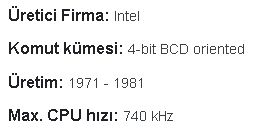 Üretici Firma: Intel
Komut kümesi: 4-bit BCD oriented
Üretim: 1971 - 1981
Max. CPU hızı: 740 kHz